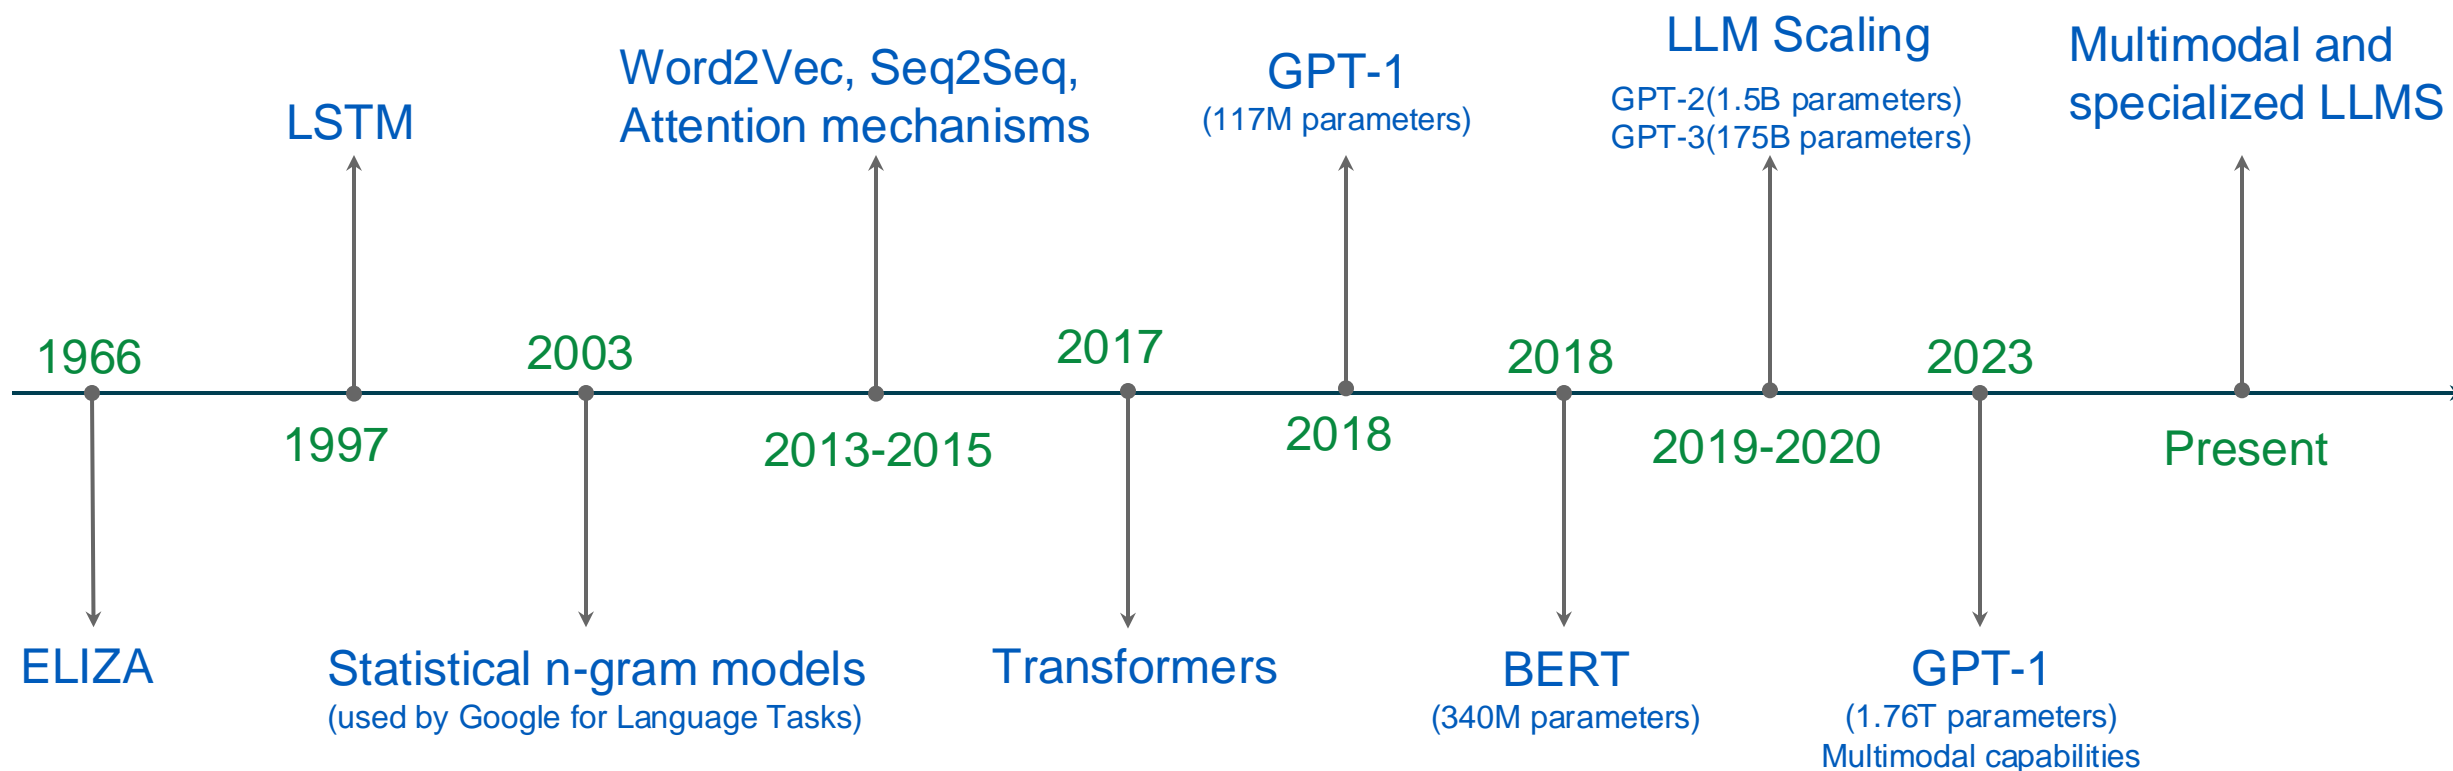 LLM Scaling
Word2Vec, Seq2Seq,
Attention mechanisms
GPT-1
(117M parameters)
GPT-2(1.5B parameters)
GPT-3(175B parameters)
Multimodal and
specialized LLMS
LSTM
1966
2003
2017
2018
2023
1997
2013-2015
2018
2019-2020
Present
ELIZA
Statistical n-gram models
(used by Google for Language Tasks)
Transformers
BERT
(340M parameters)
GPT-1
(1.76T parameters)
Multimodal capabilities